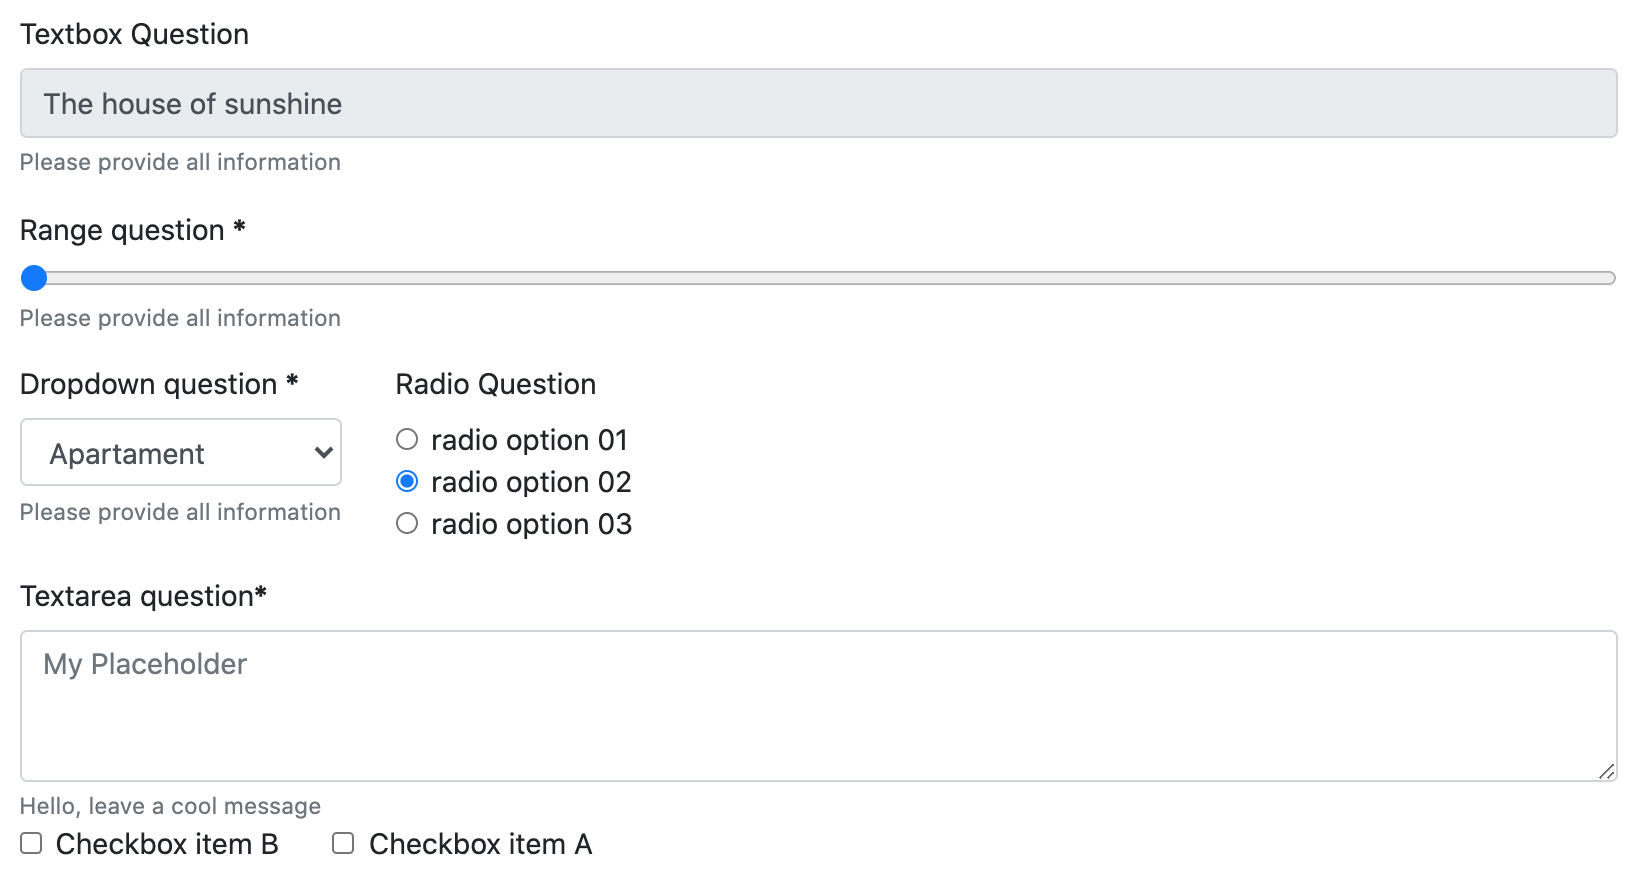 Textbox Question
The house of sunshine
Please provide all information
Range question *
Please provide all information
Dropdown question *
Apartament
Please provide all information
Radio Question
radio option 01
radio option 02
radio option 03
Textarea question*
My Placeholder
Hello, leave a cool message
Checkbox item B Checkbox item A